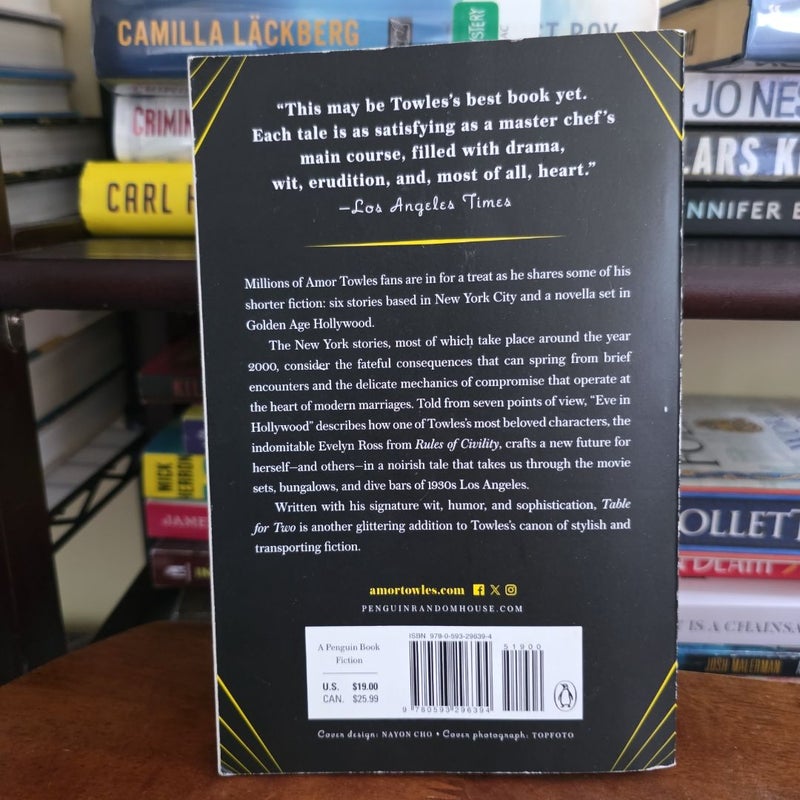 CAMILLA LÄCKBERG
MYSTERY
T BOY
CRIMIN
CARL H
JO NES
LARS K
NNIFER E
“This may be Towles’s best book yet.
Each tale is as satisfying as a master chef’s
main course, filled with drama,
wit, erudition, and, most of all, heart.”
—Los Angeles Times
Millions of Amor Towles fans are in for a treat as he shares some of his
shorter fiction: six stories based in New York City and a novella set in
Golden Age Hollywood.
The New York stories, most of which take place around the year
2000, consider the fateful consequences that can spring from brief
encounters and the delicate mechanics of compromise that operate at
the heart of modern marriages. Told from seven points of view, “Eve in
Hollywood” describes how one of Towles’s most beloved characters, the
indomitable Evelyn Ross from Rules of Civility, crafts a new future for
herself—and others—in a noirish tale that takes us through the movie
sets, bungalows, and dive bars of 1930s Los Angeles.
Written with his signature wit, humor, and sophistication, Table
for Two is another glittering addition to Towles’s canon of stylish and
transporting fiction.
amortowles.com
PENGUINRANDOMHOUSE.COM
A Penguin Book
Fiction
U.S. $19.00
CAN. $25.99
ISBN 978-0-593-29639-4
51900
9 780593 296394
Cover design: NAYON CHO • Cover photograph: TOPFOTO
MICK
HERRON
JAME
OLLETT
DEATH
IS A CHAINSA
JOSH MALERMAN